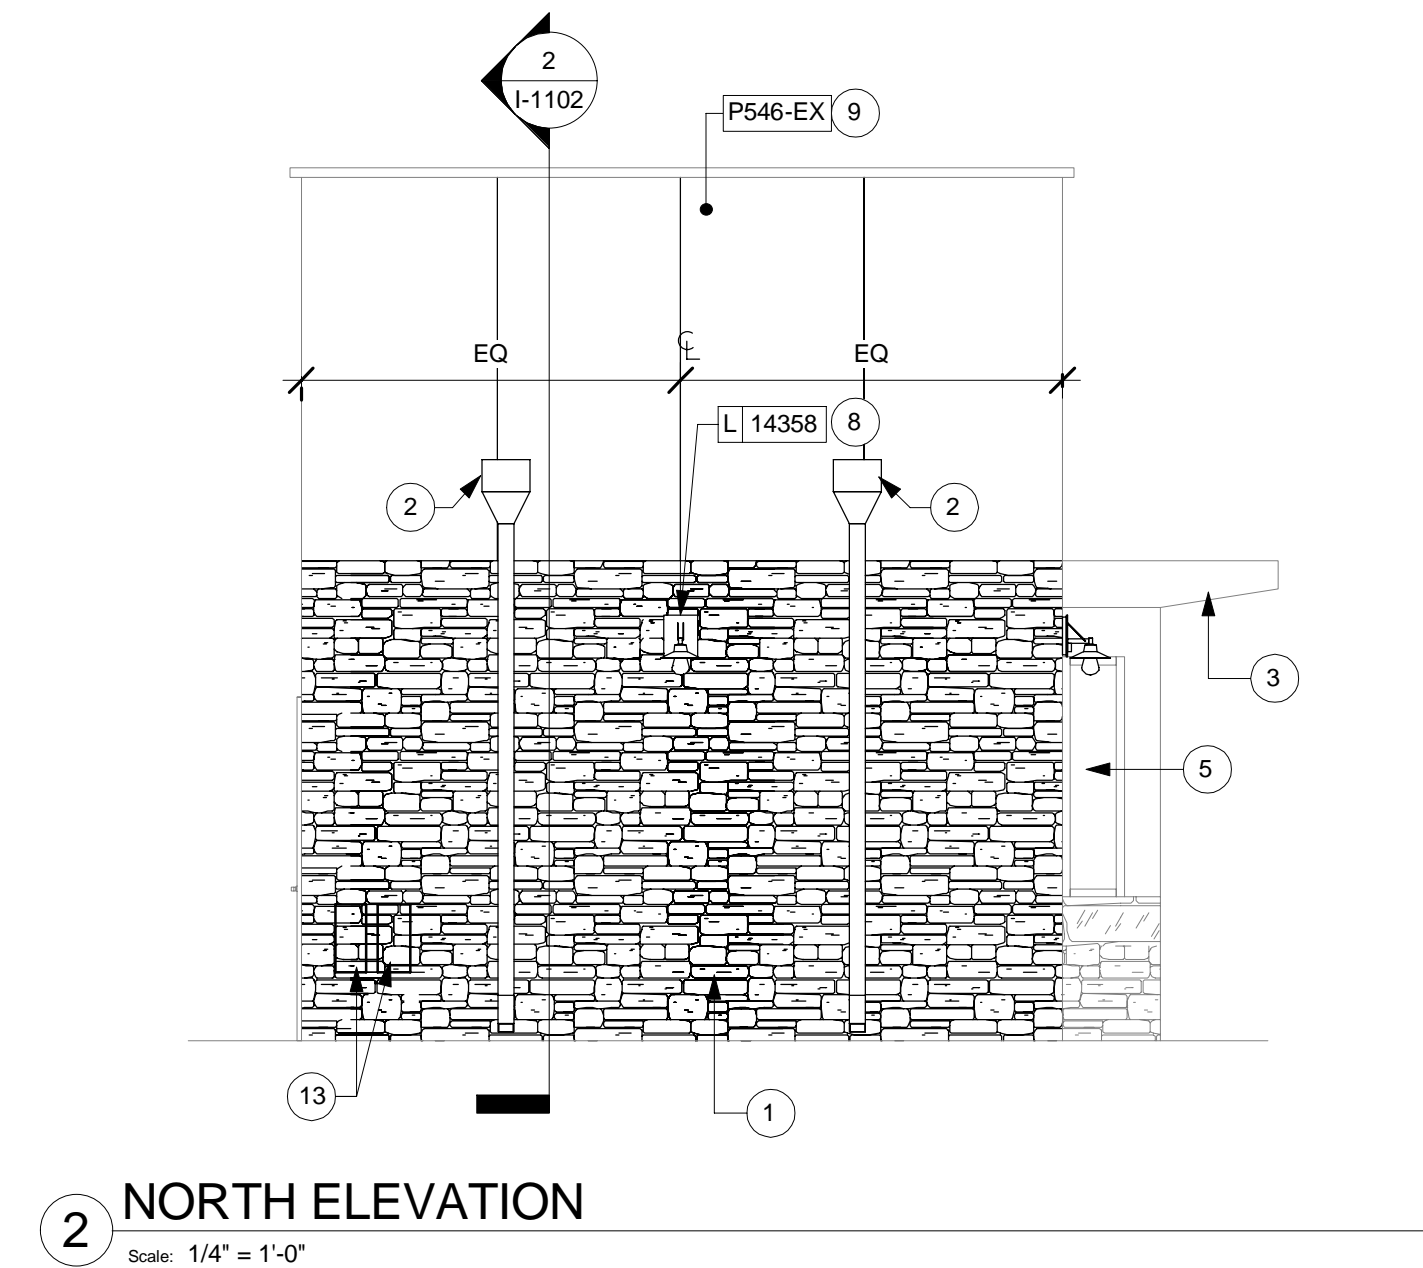 2
I-1102
P546-EX 9
EQ ℄ EQ
L 14358 8
2 2
3
5
13 1
2 NORTH ELEVATION
Scale: 1/4" = 1'-0"